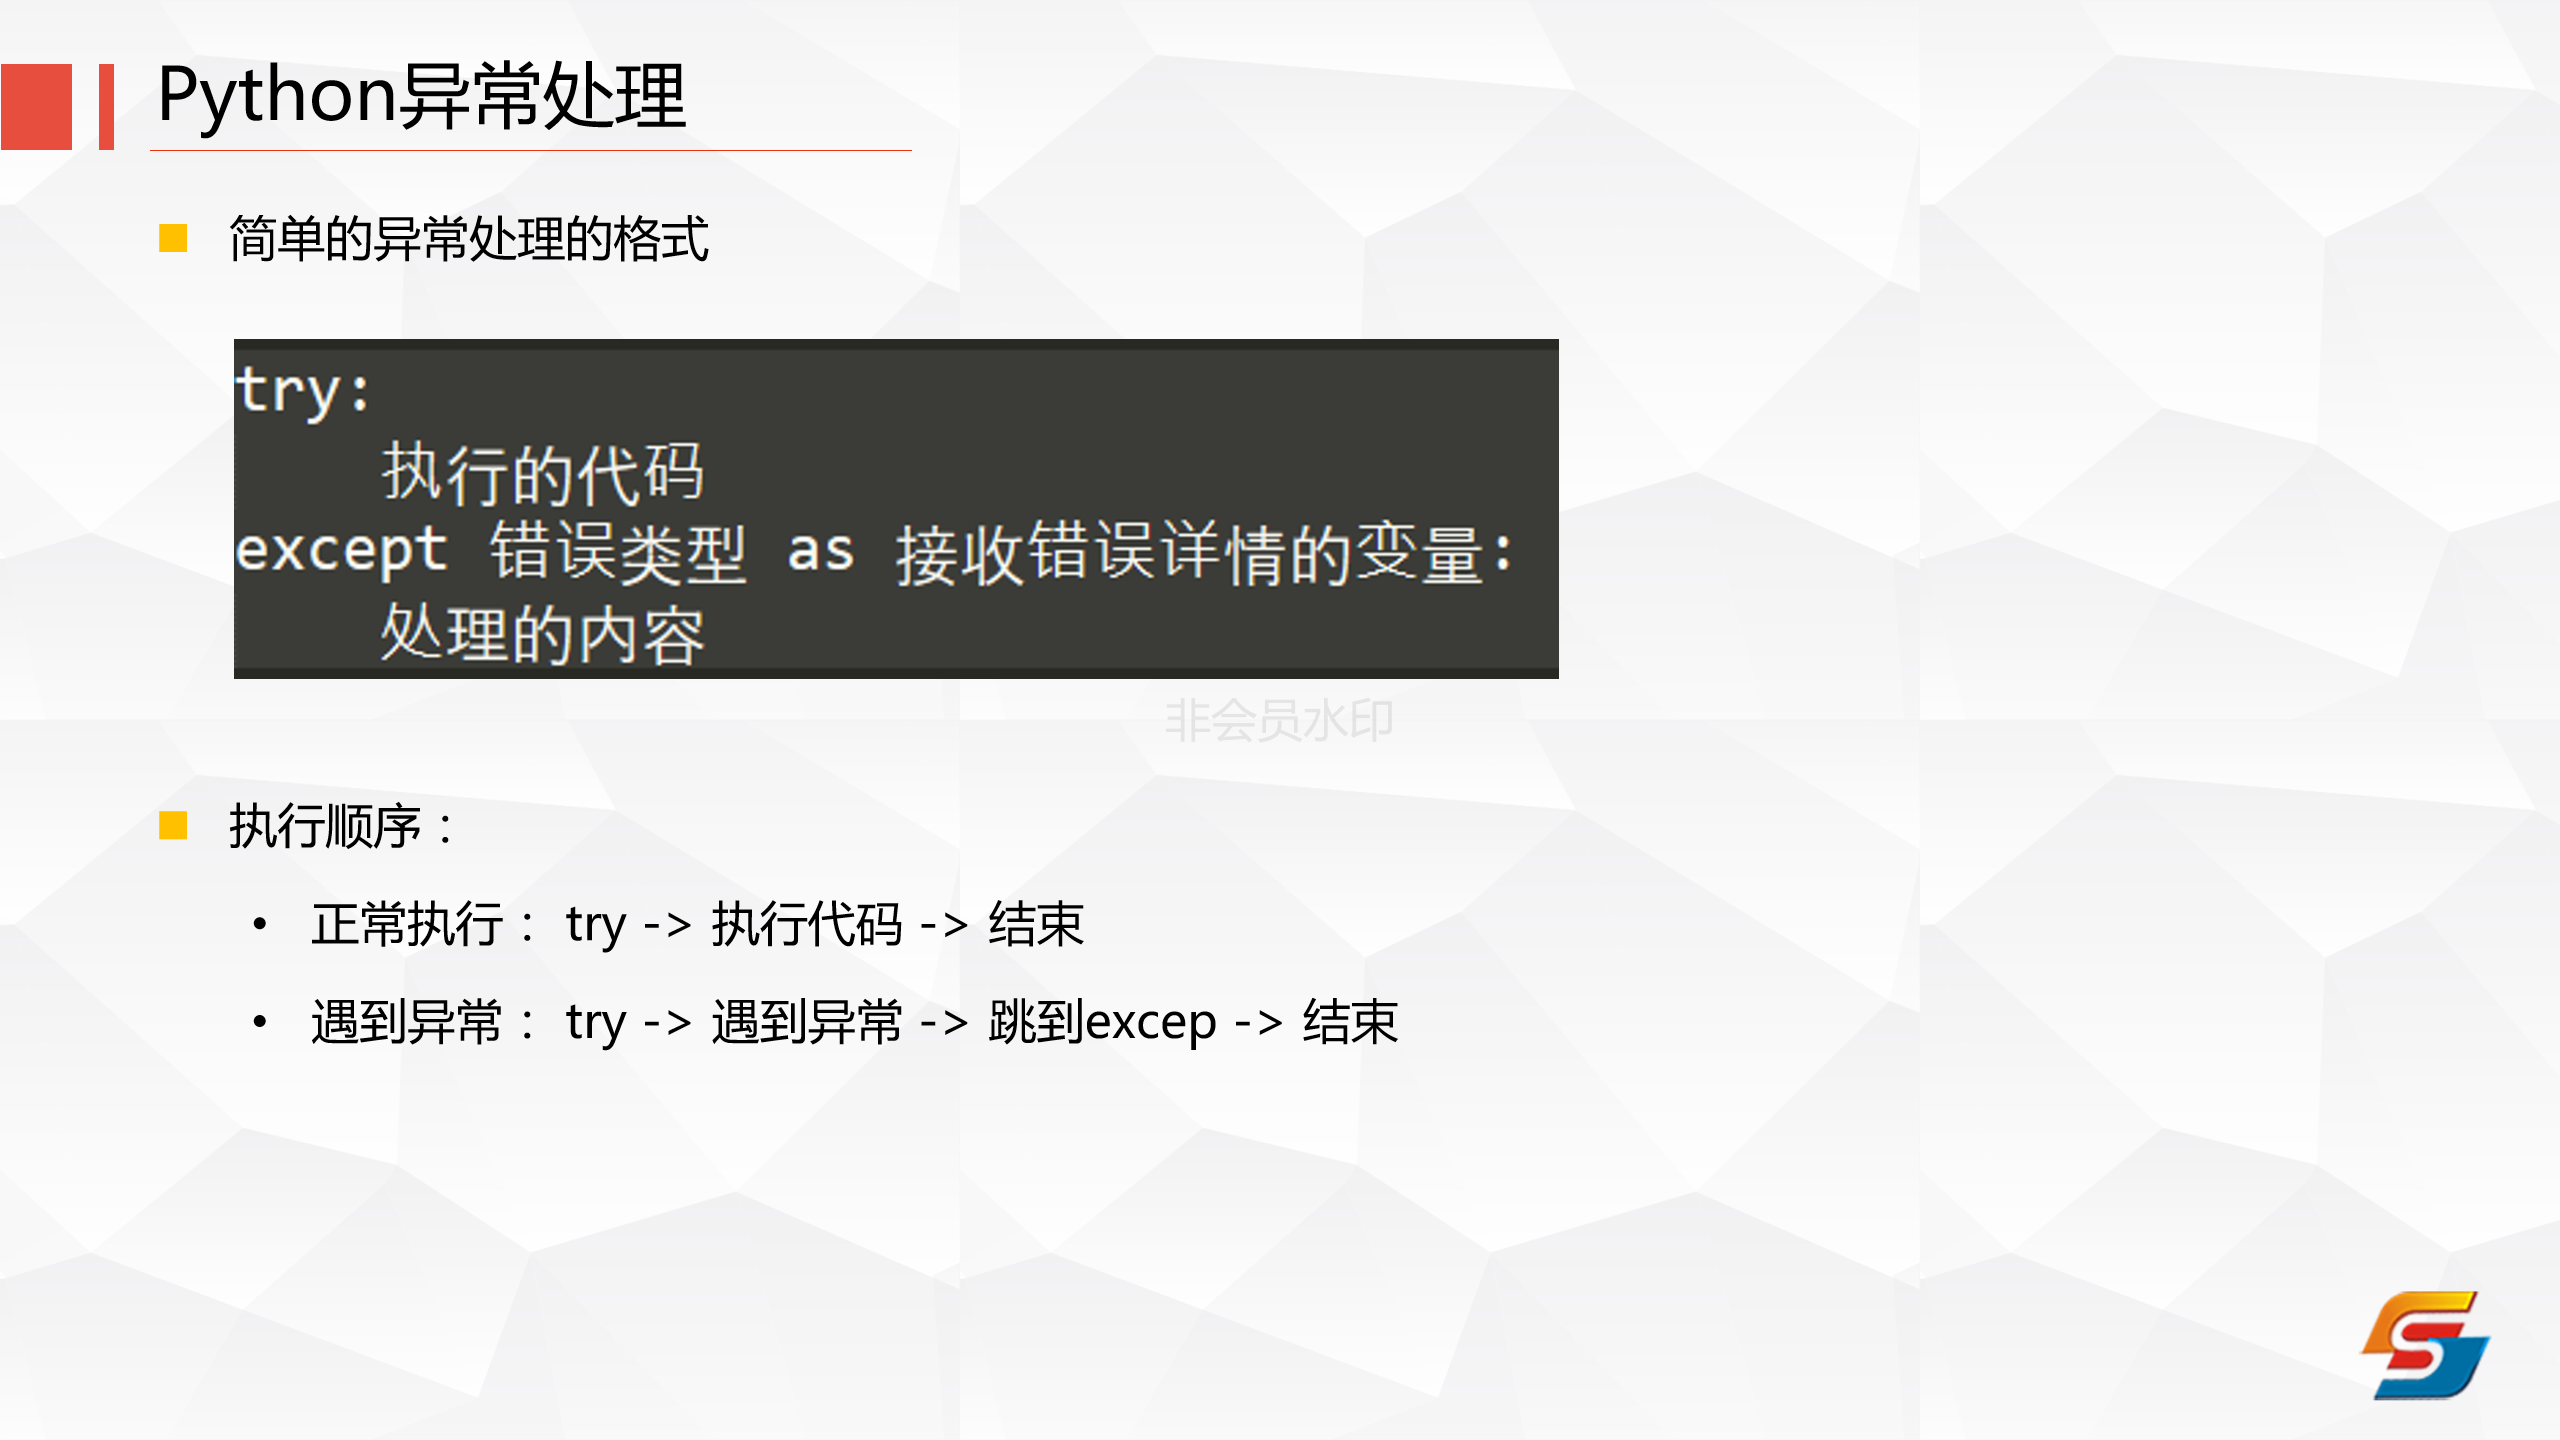 Python异常处理
简单的异常处理的格式
try:
    执行的代码
except 错误类型 as 接收错误详情的变量:
    处理的内容
非会员水印
执行顺序：
• 正常执行： try -> 执行代码 -> 结束
• 遇到异常： try -> 遇到异常 -> 跳到excep -> 结束